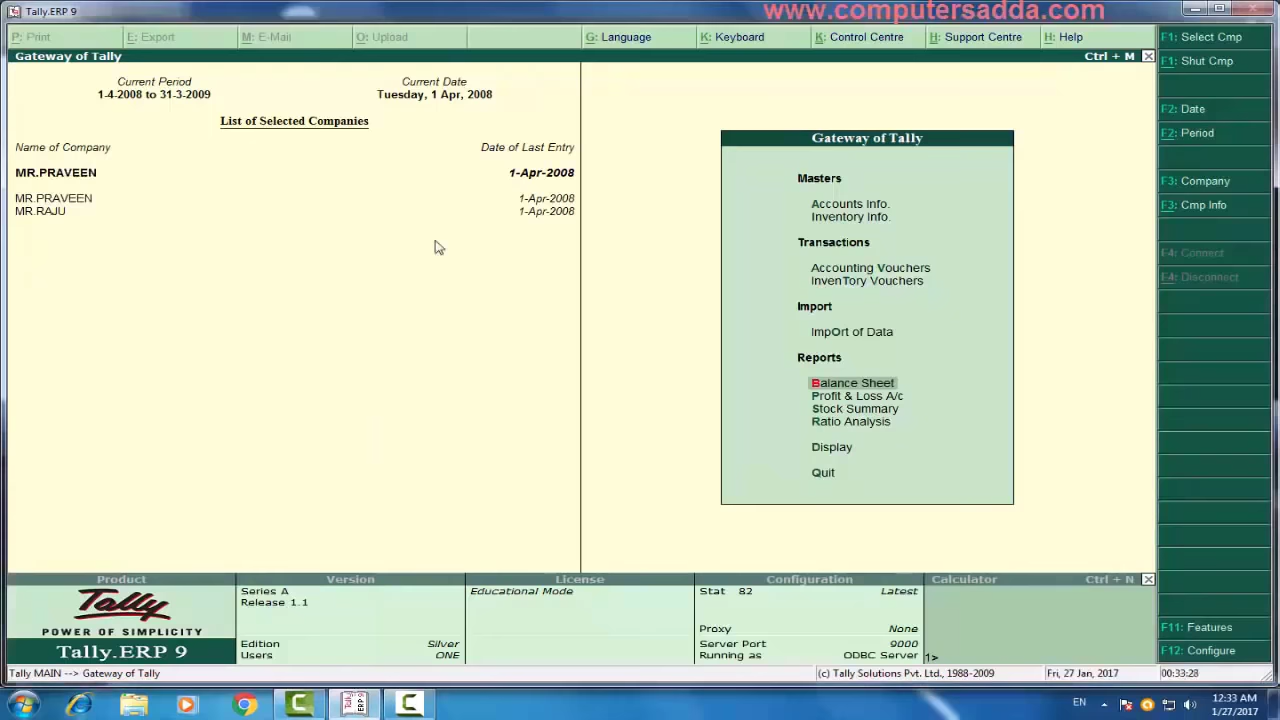 Tally.ERP 9
www.computersadda.com
P: Print
E: Export
M: E-Mail
O: Upload
G: Language
K: Keyboard
K: Control Centre
H: Support Centre
H: Help
F1: Select Cmp
Gateway of Tally
Ctrl + M
F1: Shut Cmp
Current Period
1-4-2008 to 31-3-2009
Current Date
Tuesday, 1 Apr, 2008
List of Selected Companies
Name of Company
Date of Last Entry
MR.PRAVEEN
1-Apr-2008
MR.PRAVEEN
1-Apr-2008
MR.RAJU
1-Apr-2008
Gateway of Tally
Masters
Accounts Info.
Inventory Info.
Transactions
Accounting Vouchers
InvenTory Vouchers
Import
ImpOrt of Data
Reports
Balance Sheet
Profit & Loss A/c
Stock Summary
Ratio Analysis
Display
Quit
F2: Date
F2: Period
F3: Company
F3: Cmp Info
F4: Connect
F4: Disconnect
F11: Features
F12: Configure
Product
Tally
POWER OF SIMPLICITY
Tally.ERP 9
Version
Series A
Release 1.1
Edition Silver
Users ONE
License
Educational Mode
Configuration
Stat 82 Latest
Proxy None
Server Port 9000
Running as ODBC Server
Calculator
Ctrl + N
1>
Tally MAIN --> Gateway of Tally
(c) Tally Solutions Pvt. Ltd., 1988-2009
Fri, 27 Jan, 2017
00:33:28
EN
12:33 AM
1/27/2017